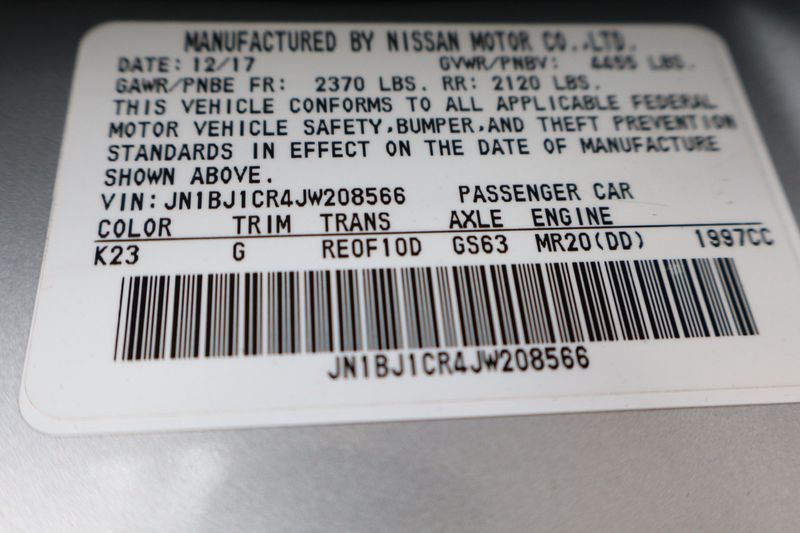 MANUFACTURED BY NISSAN MOTOR CO.,LTD.
DATE: 12/17 GVWR/PNBV: 4455 LBS.
GAWR/PNBE FR: 2370 LBS. RR: 2120 LBS.
THIS VEHICLE CONFORMS TO ALL APPLICABLE FEDERAL
MOTOR VEHICLE SAFETY,BUMPER,AND THEFT PREVENTION
STANDARDS IN EFFECT ON THE DATE OF MANUFACTURE
SHOWN ABOVE.
VIN:JN1BJ1CR4JW208566 PASSENGER CAR
COLOR TRIM TRANS AXLE ENGINE
K23 G RE0F10D GS63 MR20(DD) 1997CC
JN1BJ1CR4JW208566